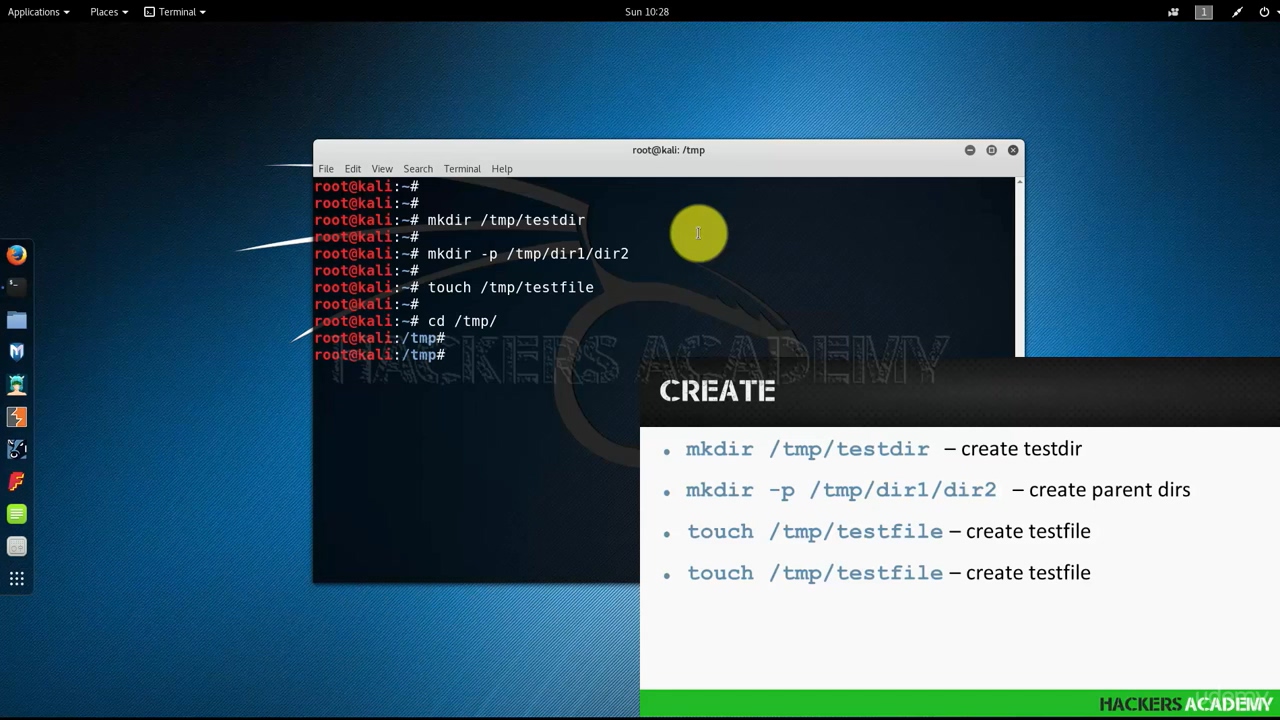 Applications Places Terminal Sun 10:28 1
root@kali: /tmp
File Edit View Search Terminal Help
root@kali:~#
root@kali:~#
root@kali:~# mkdir /tmp/testdir
root@kali:~#
root@kali:~# mkdir -p /tmp/dir1/dir2
root@kali:~#
root@kali:~# touch /tmp/testfile
root@kali:~#
root@kali:~# cd /tmp/
root@kali:/tmp#
root@kali:/tmp#
HACKERS ACADEMY
CREATE
• mkdir /tmp/testdir – create testdir
• mkdir -p /tmp/dir1/dir2 – create parent dirs
• touch /tmp/testfile – create testfile
• touch /tmp/testfile – create testfile
HACKERS ACADEMY
udemy